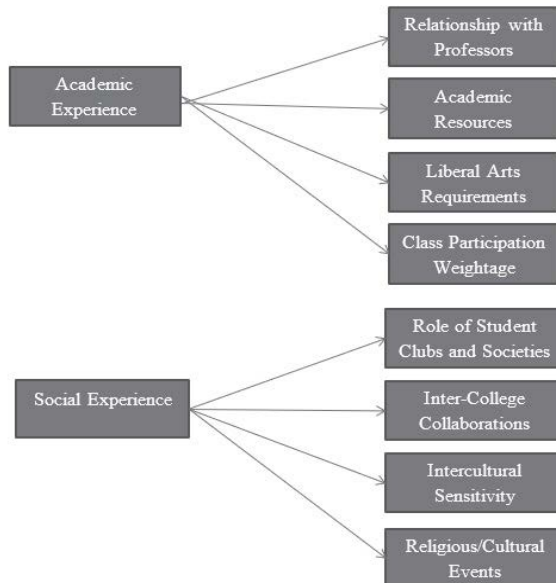 Relationship with
Professors
Academic
Experience
Academic
Resources
Liberal Arts
Requirements
Class Participation
Weightage
Role of Student
Clubs and Societies
Social Experience
Inter-College
Collaborations
Intercultural
Sensitivity
Religious/Cultural
Events